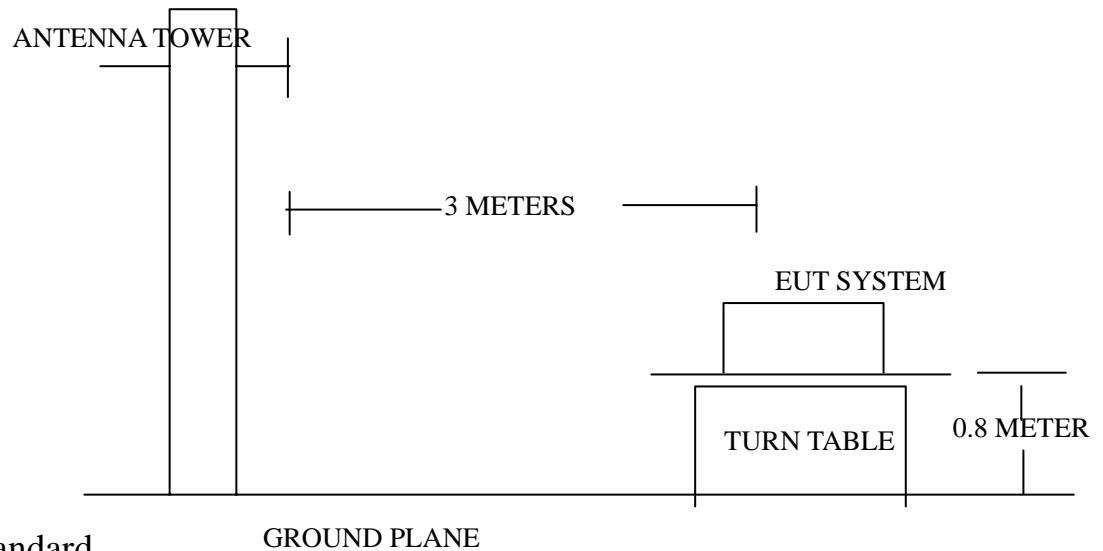 ANTENNA TOWER
3 METERS
EUT SYSTEM
TURN TABLE
0.8 METER
GROUND PLANE